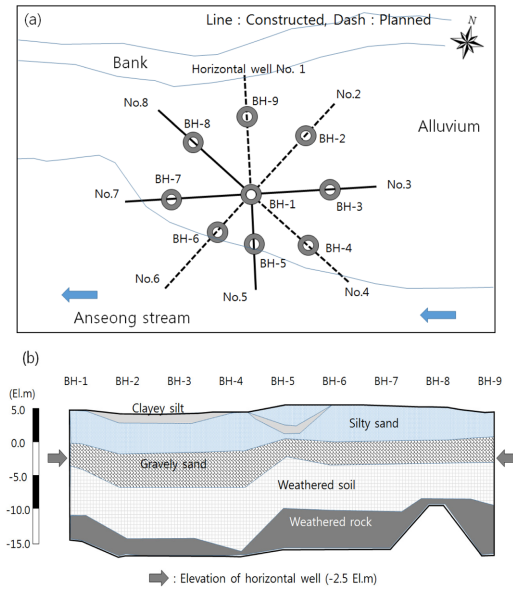 (a)
Line : Constructed, Dash : Planned
N
Bank
Horizontal well No. 1
No.8
BH-9
No.2
BH-8
BH-2
Alluvium
BH-7
No.7
No.3
BH-1
BH-3
BH-6
BH-5
BH-4
No.6
No.5
No.4
Anseong stream
(b)
BH-1 BH-2 BH-3 BH-4 BH-5 BH-6 BH-7 BH-8 BH-9
(El.m)
5.0
Clayey silt
Silty sand
0.0
Gravely sand
-5.0
Weathered soil
-10.0
Weathered rock
-15.0
: Elevation of horizontal well (-2.5 El.m)